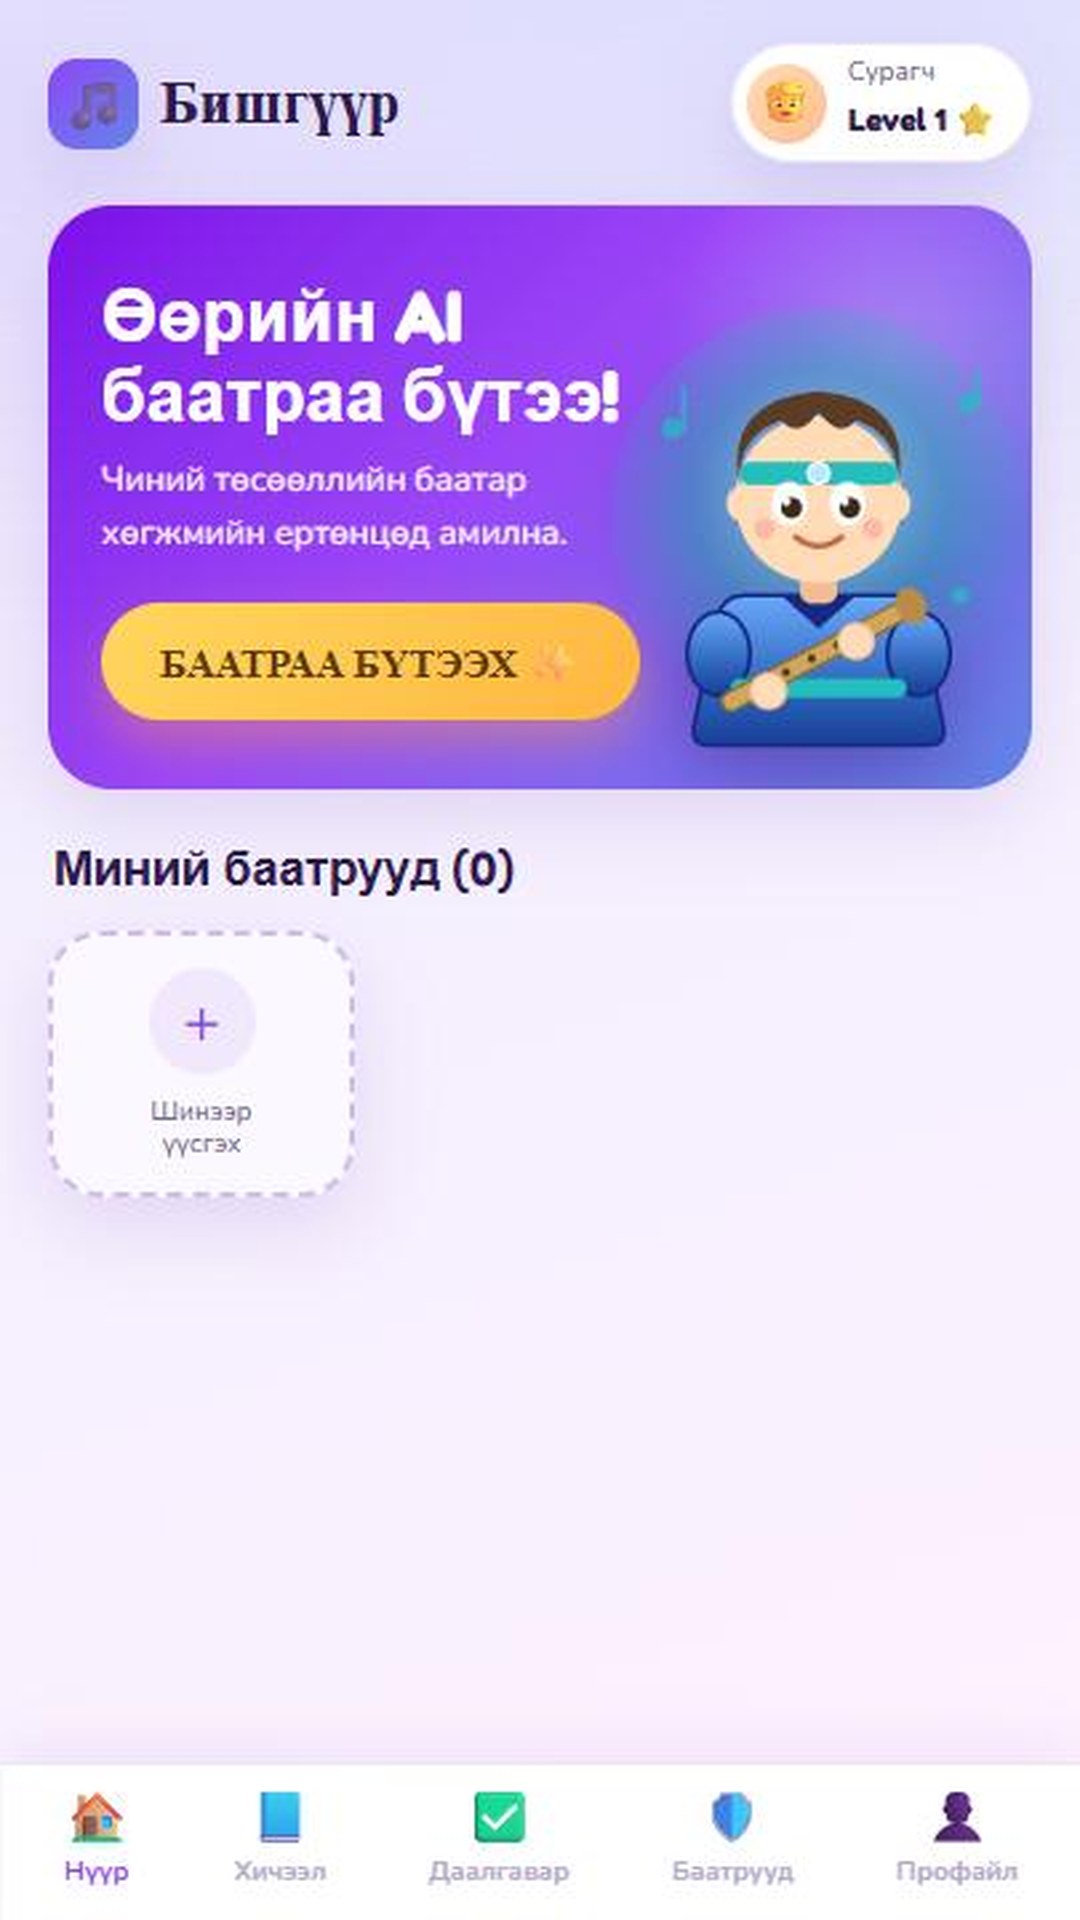 Бишгүүр
Сурагч
Level 1
Өөрийн AI
баатраа бүтээ!
Чиний төсөөллийн баатар
хөгжмийн ертөнцөд амилна.
БААТРАА БҮТЭЭХ
Миний баатрууд (0)
+
Шинээр
үүсгэх
Нүүр
Хичээл
Даалгавар
Баатрууд
Профайл